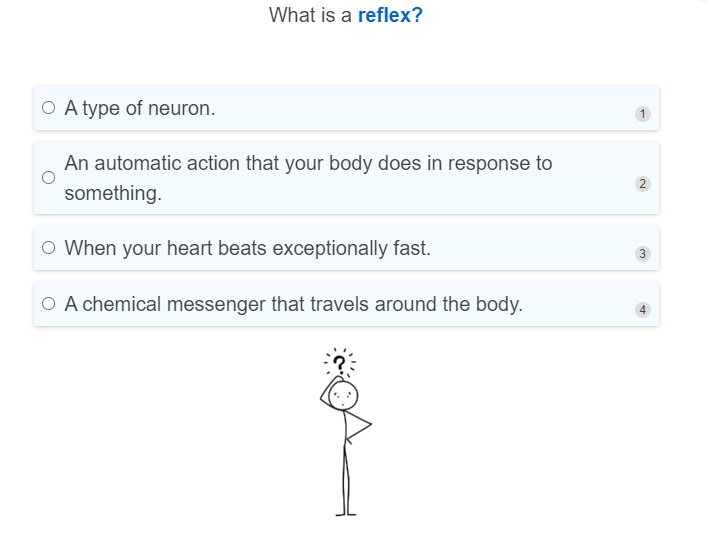 What is a reflex?
A type of neuron.
1
An automatic action that your body does in response to
something.
2
When your heart beats exceptionally fast.
3
A chemical messenger that travels around the body.
4
?